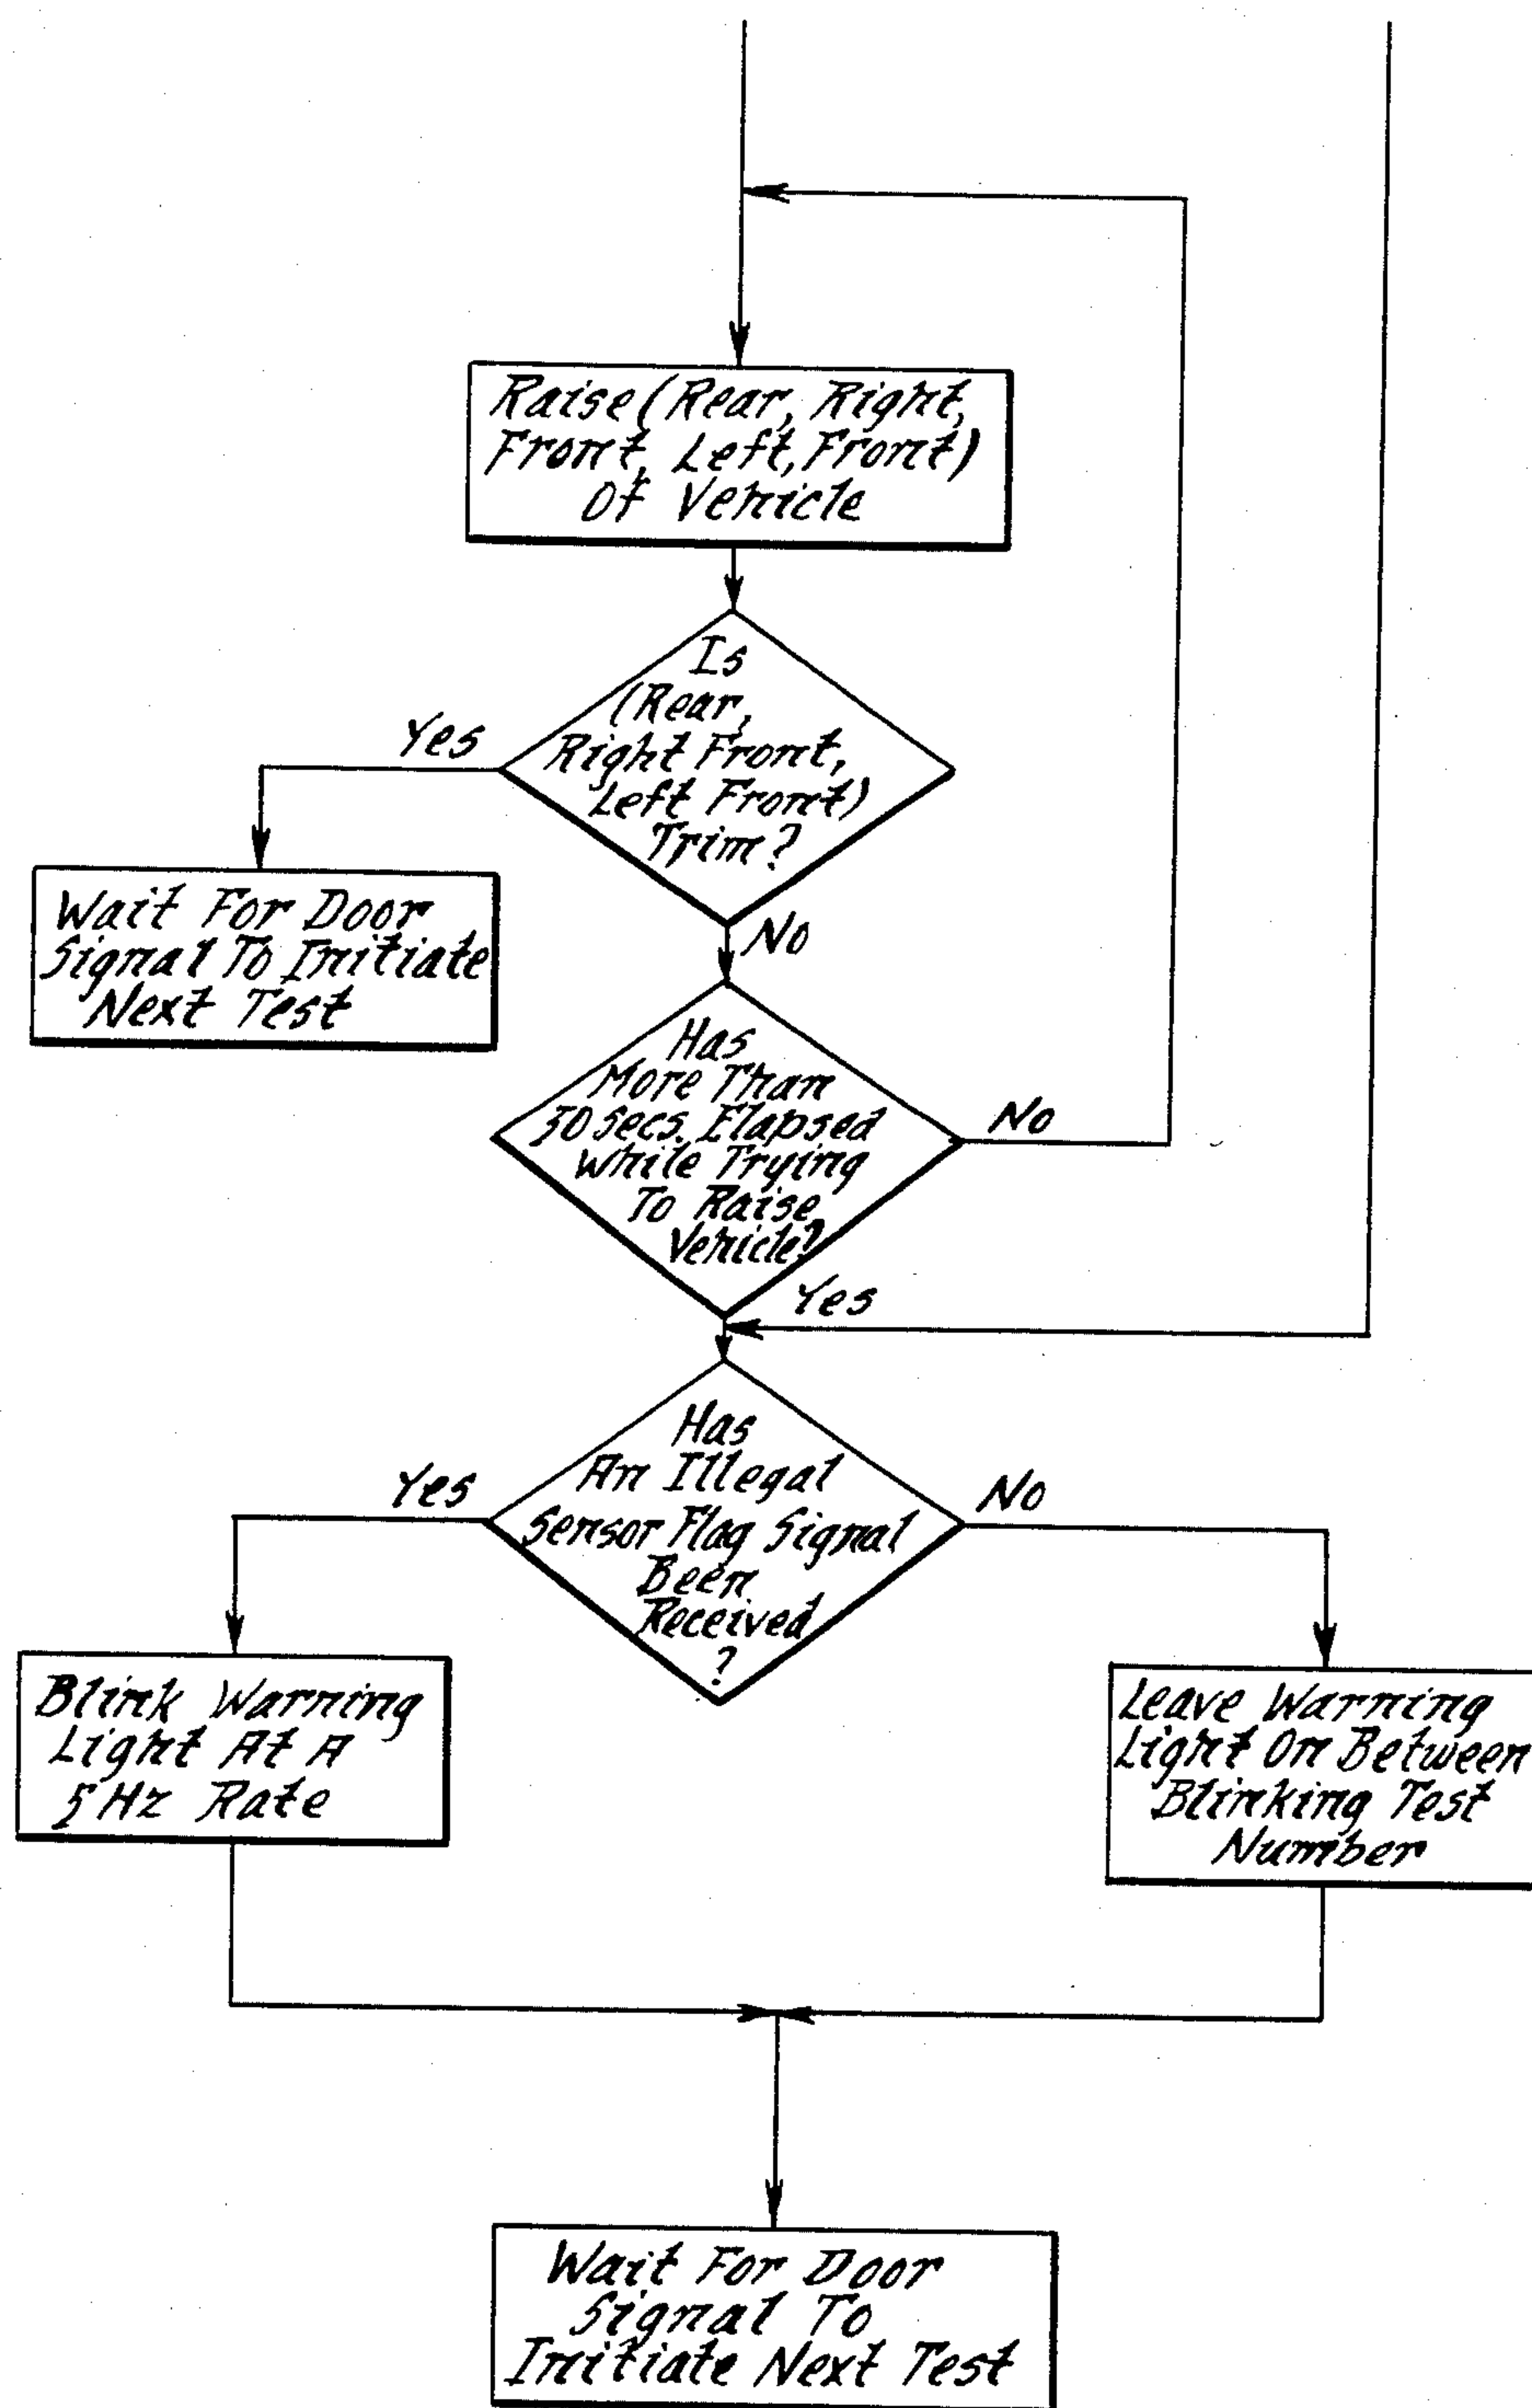 Raise (Rear, Right,
Front, Left, Front)
Of Vehicle
Is
(Rear,
Right Front,
Left Front)
Trim?
Yes
Wait For Door
Signal To Initiate
Next Test
No
Has
More Than
30 Secs. Elapsed
While Trying
To Raise
Vehicle?
No
Yes
Has
An Illegal
Sensor Flag Signal
Been
Received
?
Yes
No
Blink Warning
Light At A
5 Hz Rate
Leave Warning
Light On Between
Blinking Test
Number
Wait For Door
Signal To
Initiate Next Test